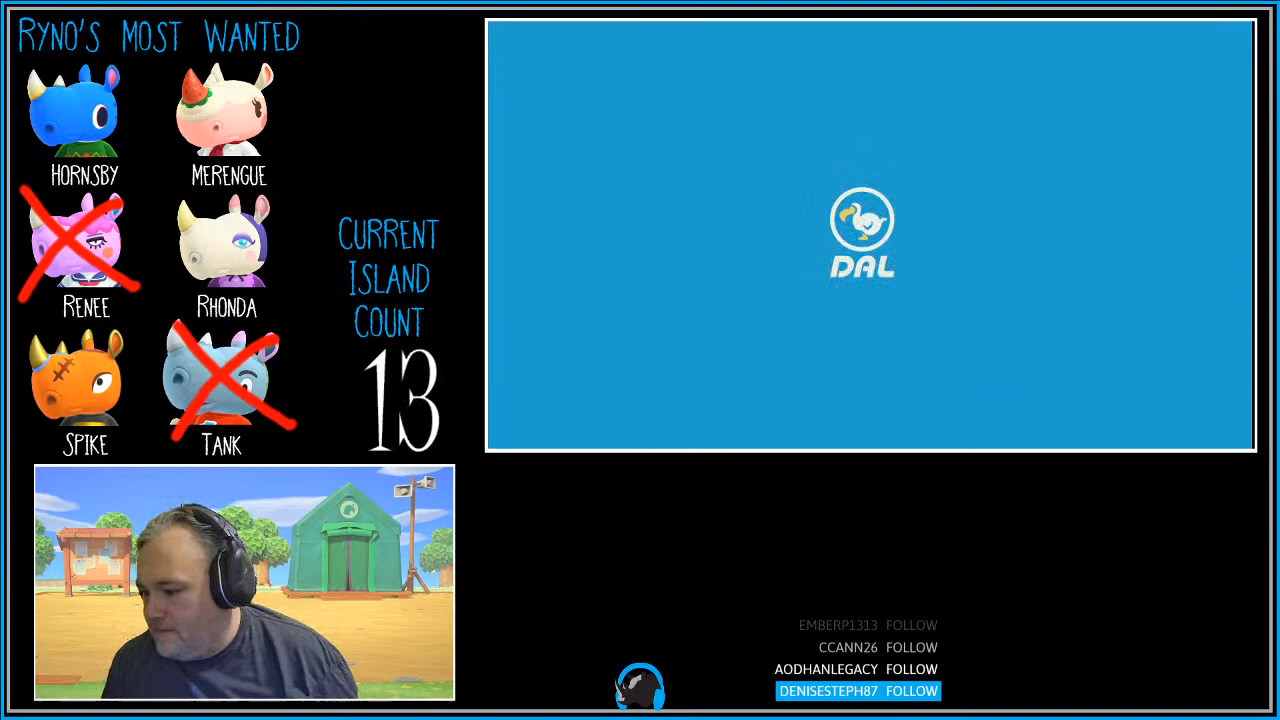 RYNO'S MOST WANTED
HORNSBY
MERENGUE
RENEE
RHONDA
SPIKE
TANK
CURRENT
ISLAND
COUNT
13
DAL
EMBERP1313 FOLLOW
CCANN26 FOLLOW
AODHANLEGACY FOLLOW
DENISESTEPH87 FOLLOW